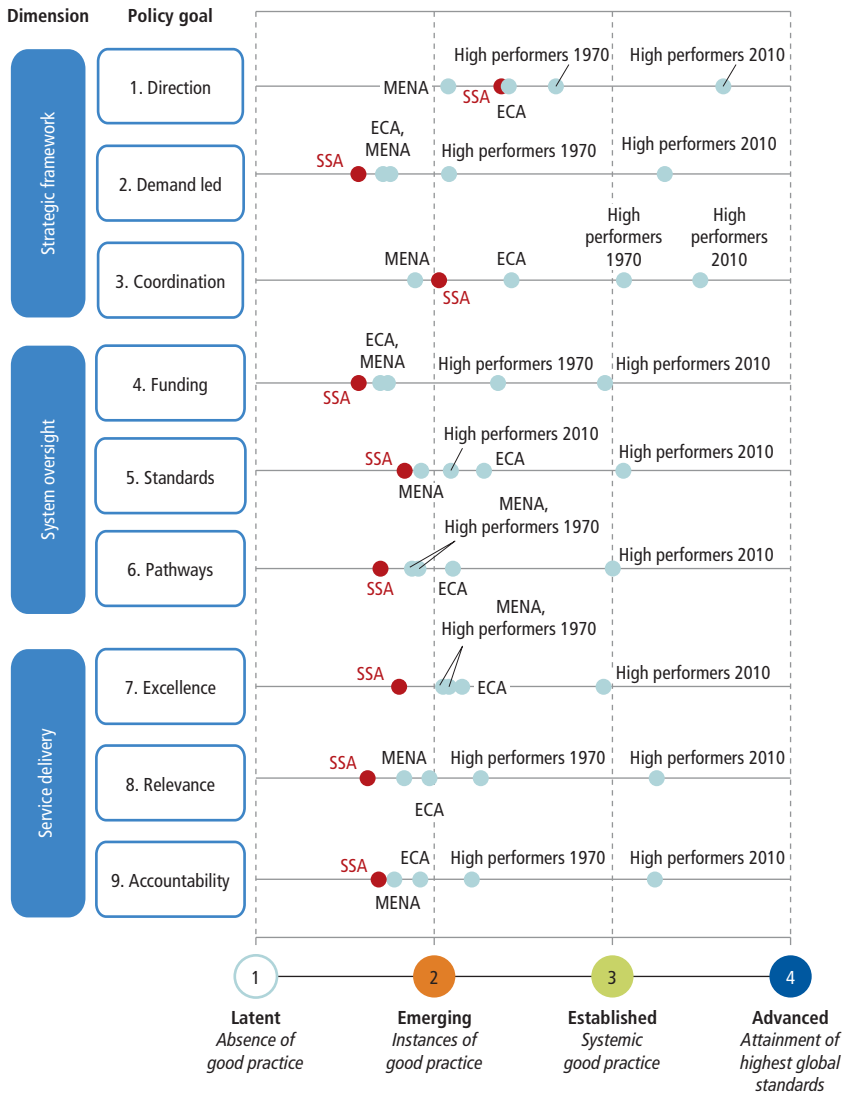 Dimension
Policy goal
Strategic framework
1. Direction
MENA
SSA
ECA
High performers 1970
High performers 2010
2. Demand led
SSA
ECA,
MENA
High performers 1970
High performers 2010
3. Coordination
MENA
SSA
ECA
High
performers
1970
High
performers
2010
System oversight
4. Funding
SSA
ECA,
MENA
High performers 1970
High performers 2010
5. Standards
SSA
MENA
High performers 2010
ECA
High performers 2010
6. Pathways
SSA
MENA,
High performers 1970
ECA
High performers 2010
Service delivery
7. Excellence
SSA
MENA,
High performers 1970
ECA
High performers 2010
8. Relevance
SSA
MENA
ECA
High performers 1970
High performers 2010
9. Accountability
SSA
MENA
ECA
High performers 1970
High performers 2010
1
2
3
4
Latent
Absence of
good practice
Emerging
Instances of
good practice
Established
Systemic
good practice
Advanced
Attainment of
highest global
standards